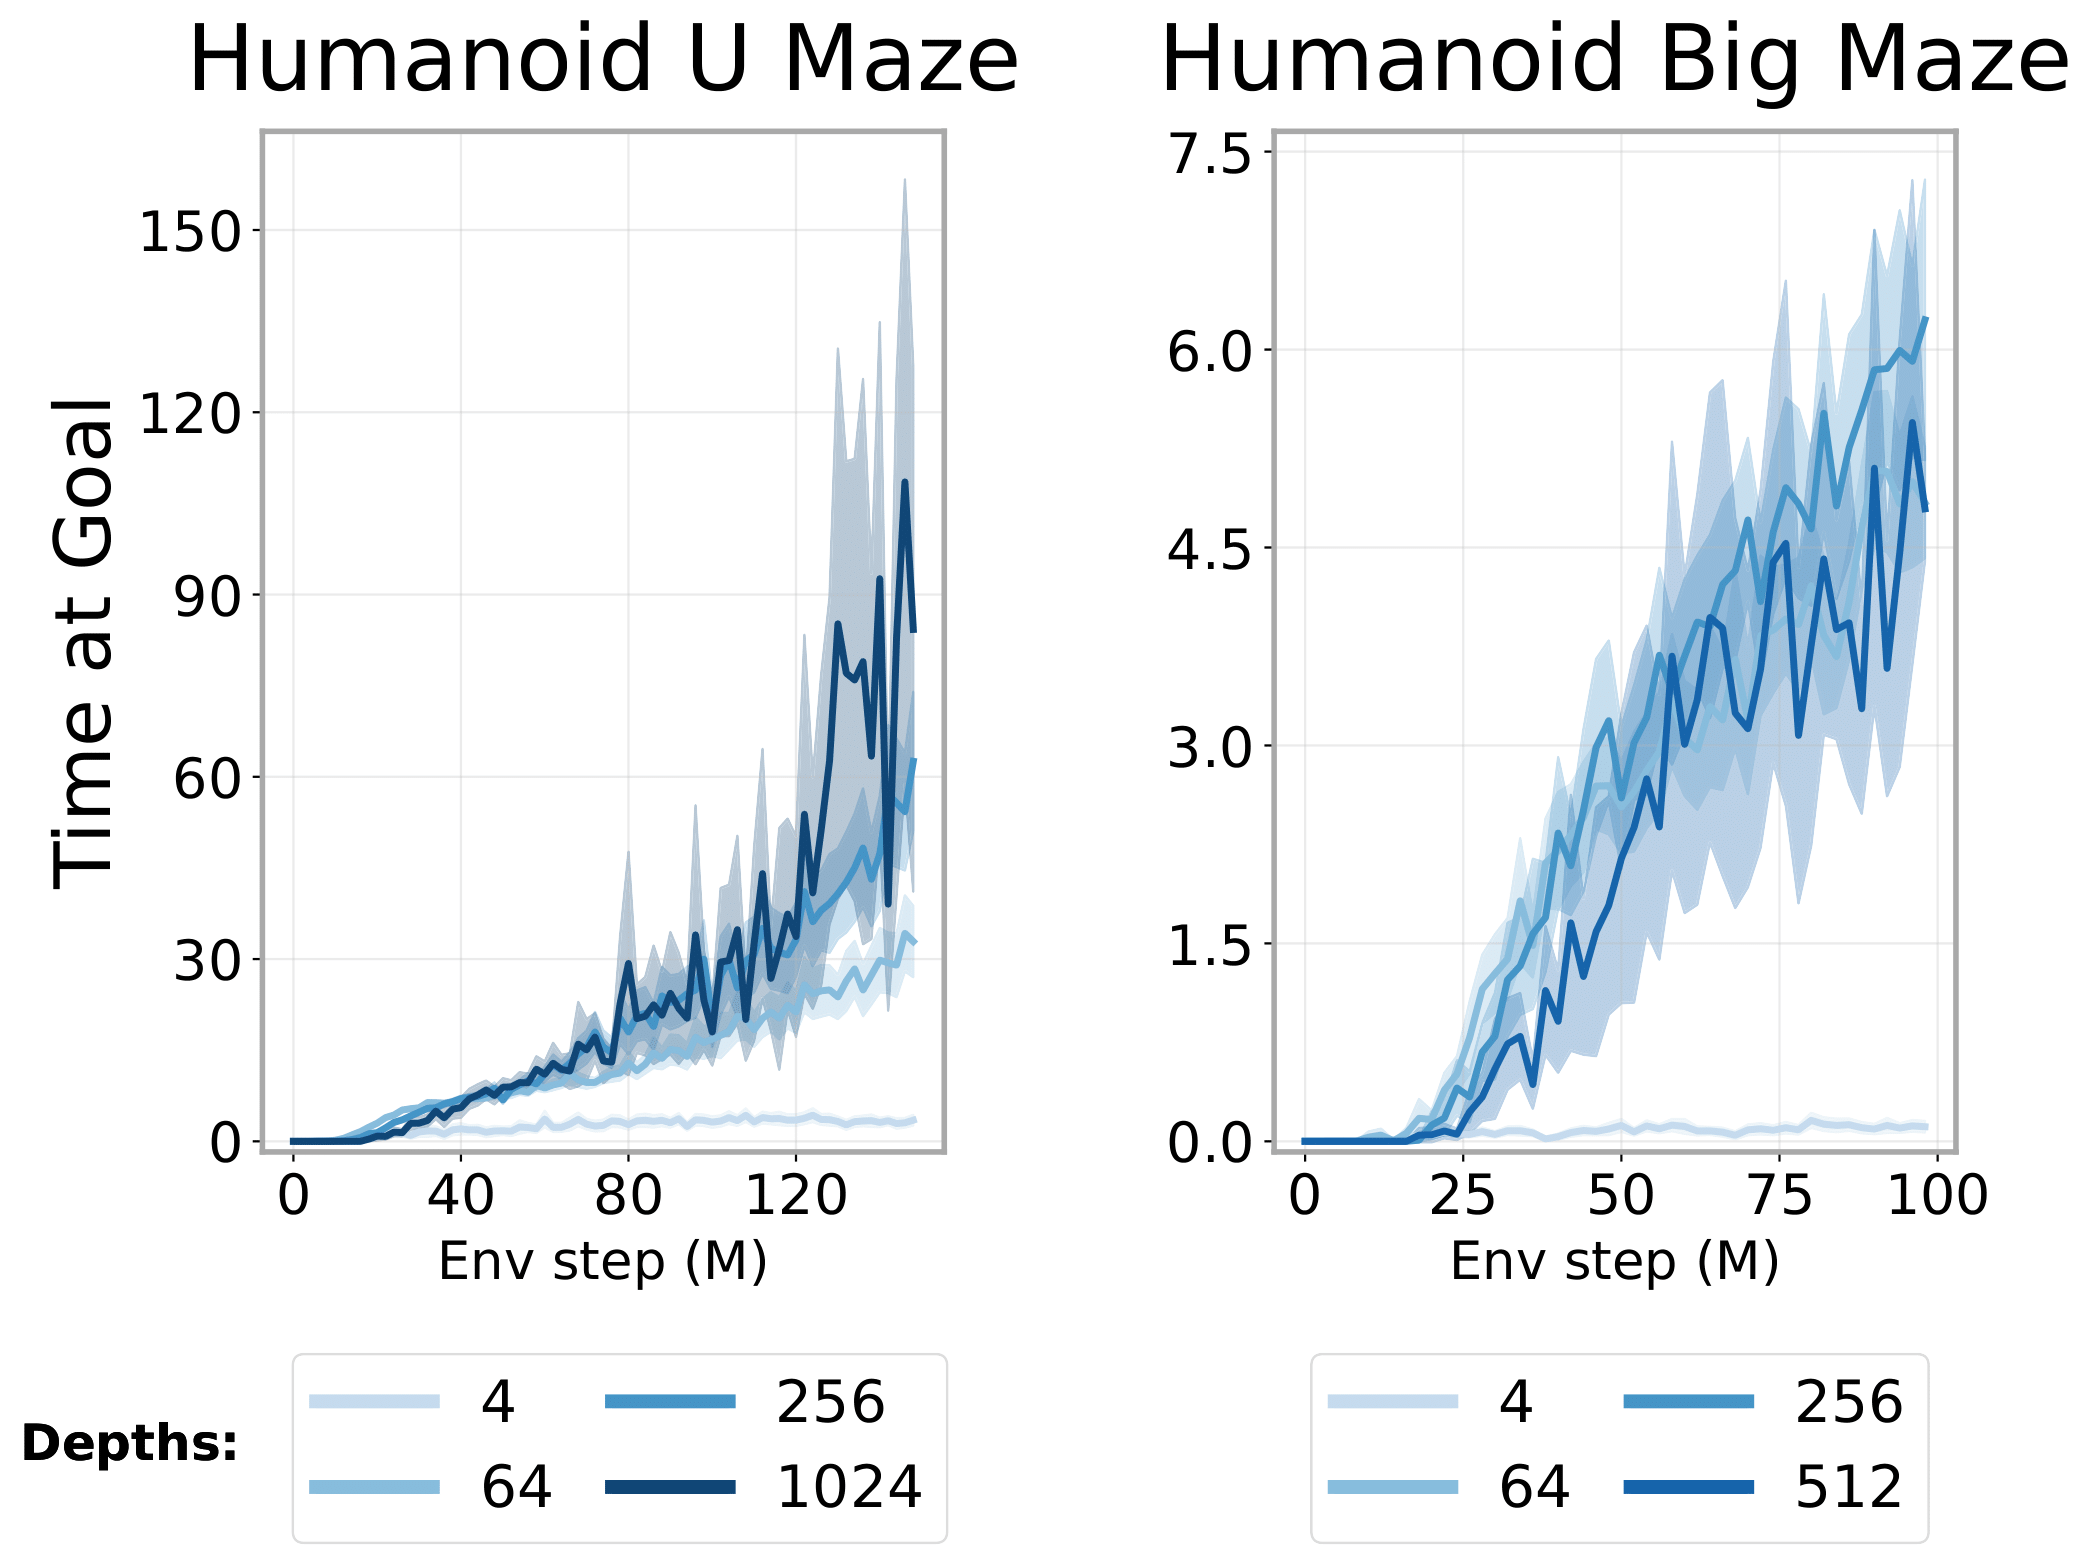 Humanoid U Maze
Humanoid Big Maze
Time at Goal
150
120
90
60
30
0
0 40 80 120
Env step (M)
7.5
6.0
4.5
3.0
1.5
0.0
0 25 50 75 100
Env step (M)
Depths:
4 256
64 1024
4 256
64 512